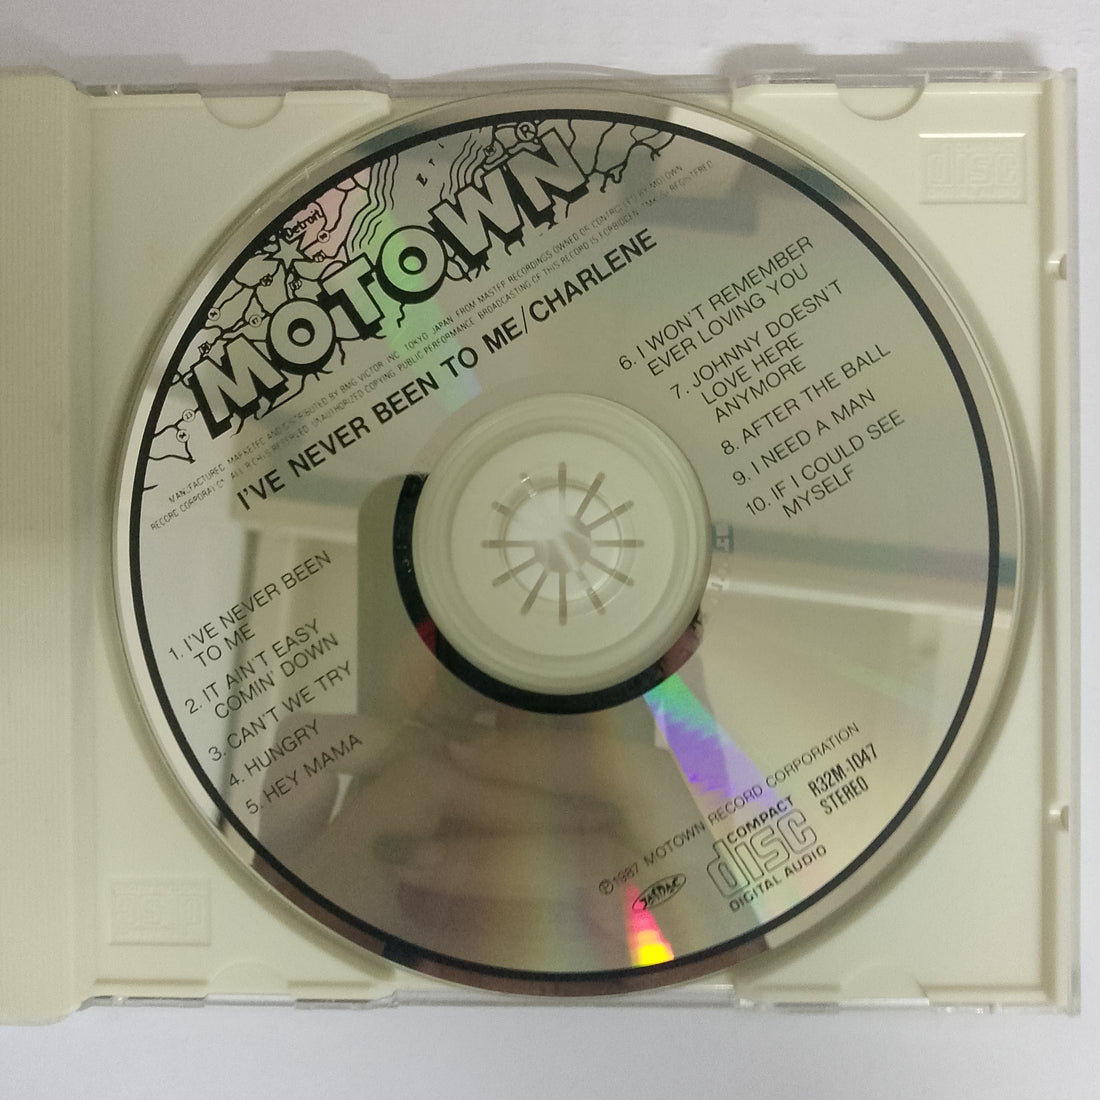 Detroit
MOTOWN
®
MANUFACTURED, MARKETED AND DISTRIBUTED BY BMG VICTOR INC. TOKYO, JAPAN. FROM MASTER RECORDINGS OWNED OR CONTROLLED BY MOTOWN
RECORD CORPORATION. ALL RIGHTS RESERVED. UNAUTHORIZED COPYING, PUBLIC PERFORMANCE, BROADCASTING OF THIS RECORD IS FORBIDDEN. REGISTERED
I'VE NEVER BEEN TO ME/CHARLENE
1. I'VE NEVER BEEN
TO ME
2. IT AIN'T EASY
COMIN' DOWN
3. CAN'T WE TRY
4. HUNGRY
5. HEY MAMA
6. I WON'T REMEMBER
EVER LOVING YOU
7. JOHNNY DOESN'T
LOVE HERE
ANYMORE
8. AFTER THE BALL
9. I NEED A MAN
10. IF I COULD SEE
MYSELF
℗1987 MOTOWN RECORD CORPORATION
JASRAC
COMPACT
disc
DIGITAL AUDIO
R32M-1047
STEREO
disc